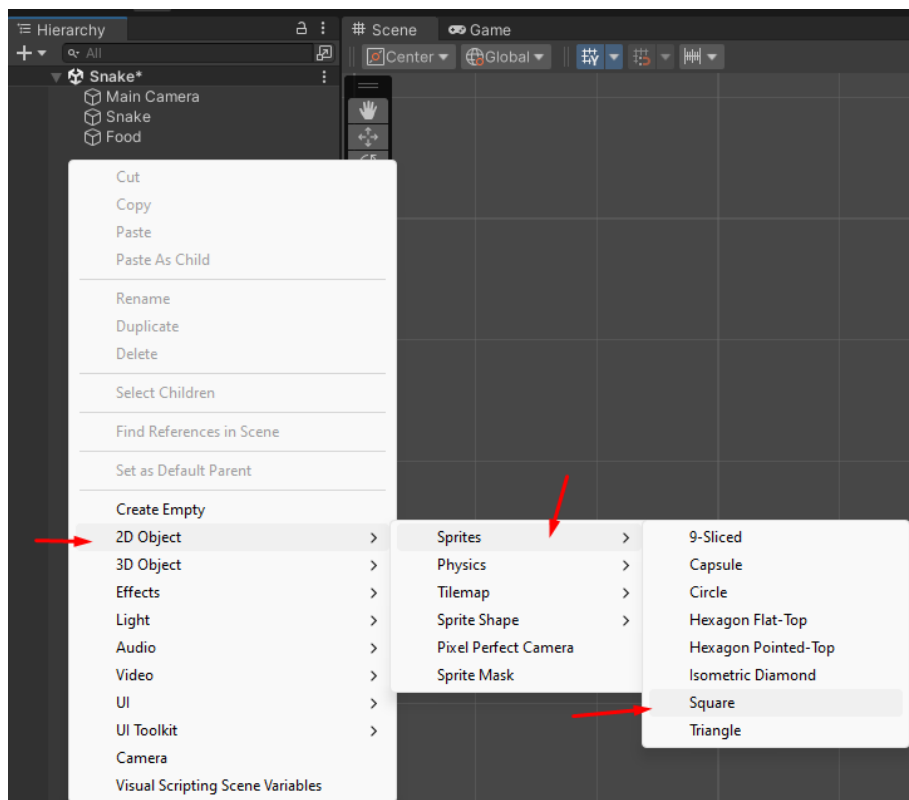 Hierarchy
Scene
Game
All
Center
Global
Snake*
Main Camera
Snake
Food
Cut
Copy
Paste
Paste As Child
Rename
Duplicate
Delete
Select Children
Find References in Scene
Set as Default Parent
Create Empty
2D Object
3D Object
Effects
Light
Audio
Video
UI
UI Toolkit
Camera
Visual Scripting Scene Variables
Sprites
Physics
Tilemap
Sprite Shape
Pixel Perfect Camera
Sprite Mask
9-Sliced
Capsule
Circle
Hexagon Flat-Top
Hexagon Pointed-Top
Isometric Diamond
Square
Triangle